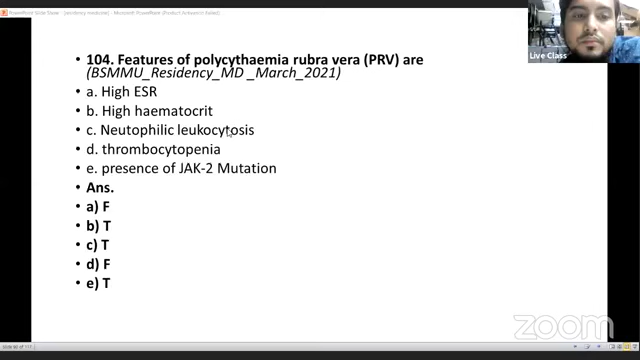 PowerPoint Slide Show - [residency medicine] - Microsoft PowerPoint (Product Activation Failed)
Live Class
• 104. Features of polycythaemia rubra vera (PRV) are
(BSMMU_Residency_MD _March_2021)
• a. High ESR
• b. High haematocrit
• c. Neutophilic leukocytosis
• d. thrombocytopenia
• e. presence of JAK-2 Mutation
• Ans.
• a) F
• b) T
• c) T
• d) F
• e) T
zoom